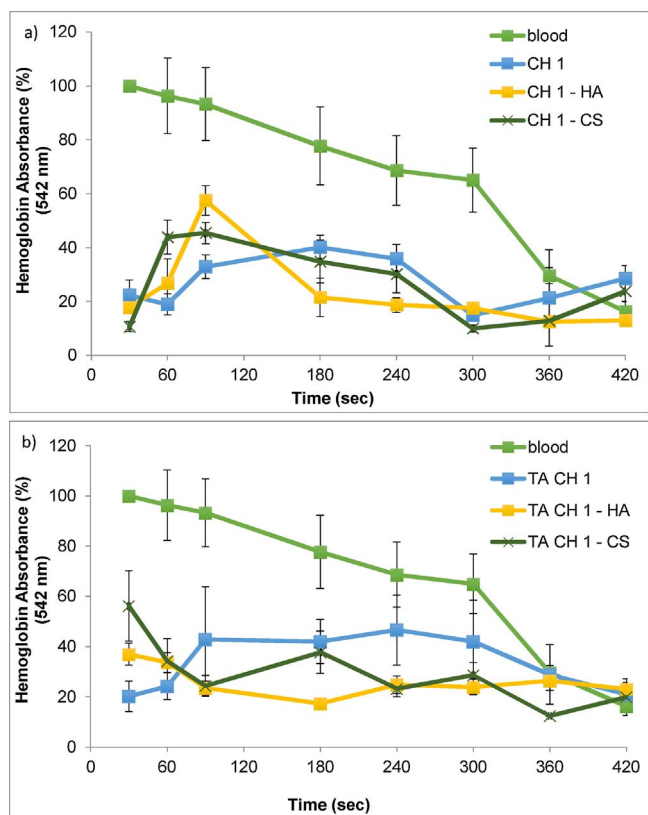 a)
blood
CH 1
CH 1 - HA
CH 1 - CS
120
100
80
60
40
20
0
Hemoglobin Absorbance (%)
(542 nm)
0 60 120 180 240 300 360 420
Time (sec)
b)
blood
TA CH 1
TA CH 1 - HA
TA CH 1 - CS
120
100
80
60
40
20
0
Hemoglobin Absorbance (%)
(542 nm)
0 60 120 180 240 300 360 420
Time (sec)